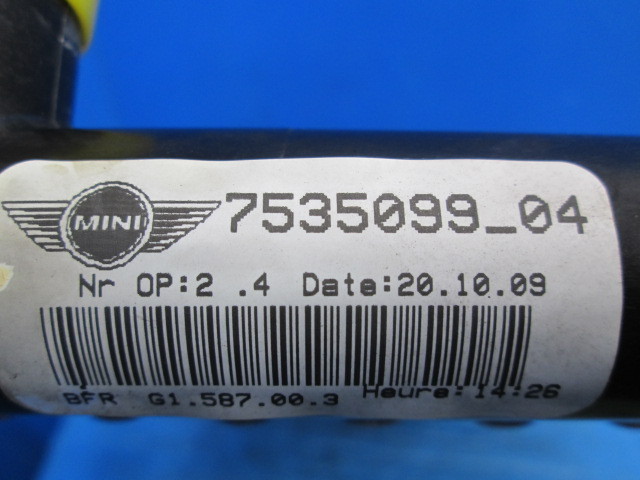 MINI 7535099_04
Nr OP:2 .4 Date:20.10.09
BFR G1.587.00.3 Heure:14:26